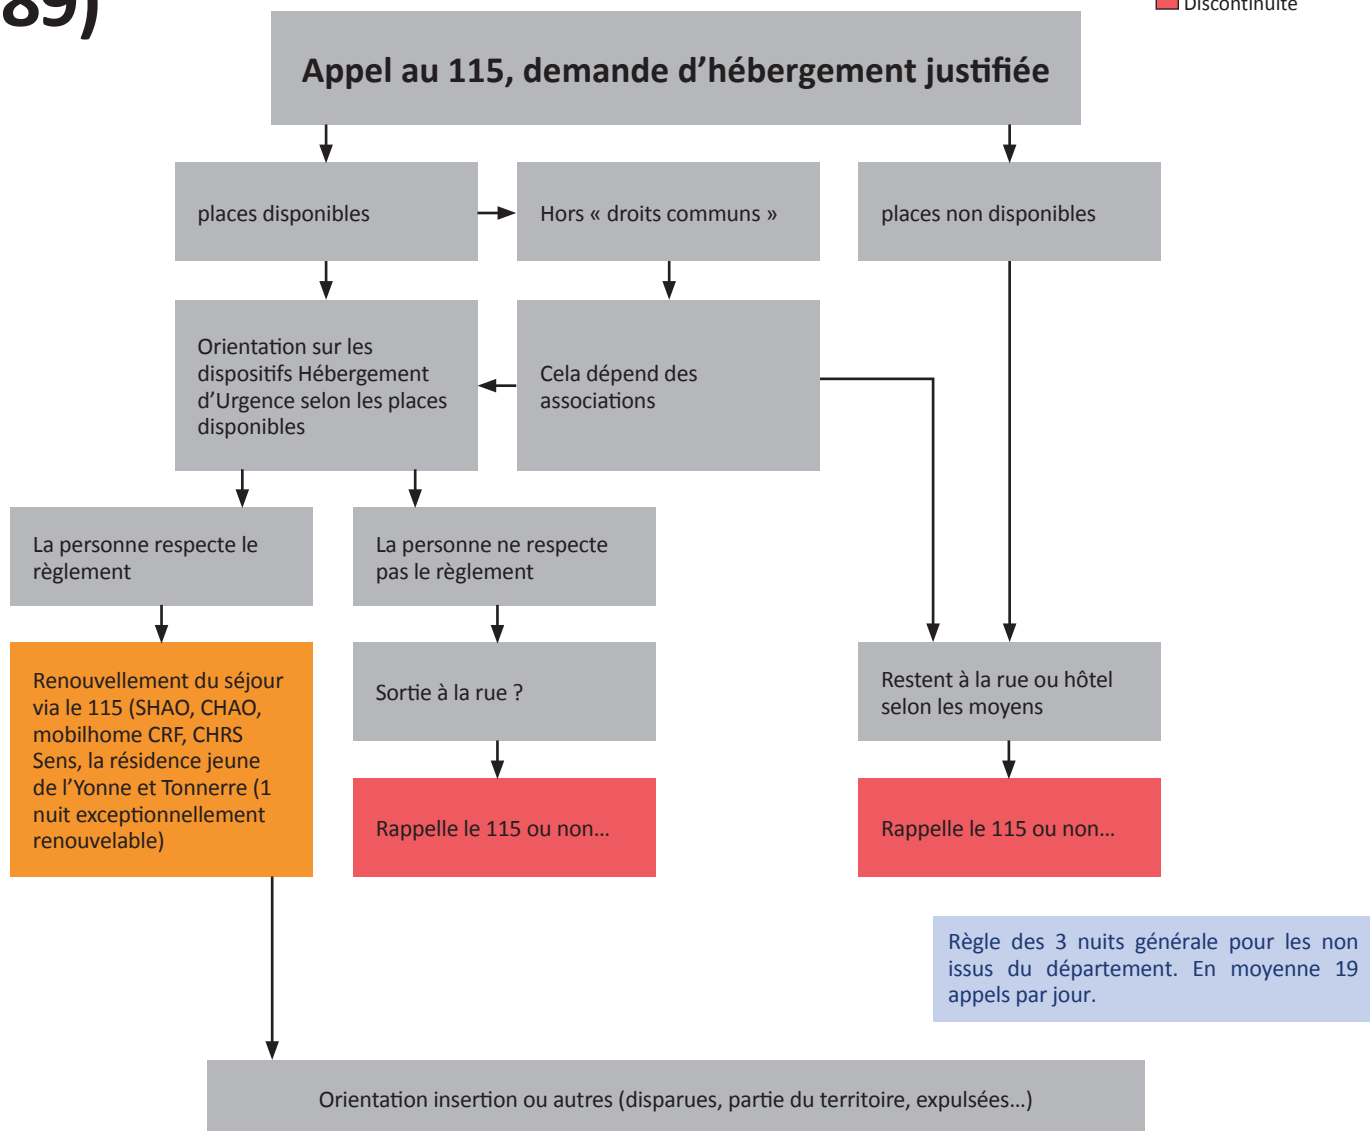 89)
Discontinuité
Appel au 115, demande d’hébergement justifiée
places disponibles
Hors « droits communs »
places non disponibles
Orientation sur les
dispositifs Hébergement
d’Urgence selon les places
disponibles
Cela dépend des
associations
La personne respecte le
règlement
La personne ne respecte
pas le règlement
Renouvellement du séjour
via le 115 (SHAO, CHAO,
mobilhome CRF, CHRS
Sens, la résidence jeune
de l’Yonne et Tonnerre (1
nuit exceptionnellement
renouvelable)
Sortie à la rue ?
Restent à la rue ou hôtel
selon les moyens
Rappelle le 115 ou non...
Rappelle le 115 ou non...
Règle des 3 nuits générale pour les non
issus du département. En moyenne 19
appels par jour.
Orientation insertion ou autres (disparues, partie du territoire, expulsées...)